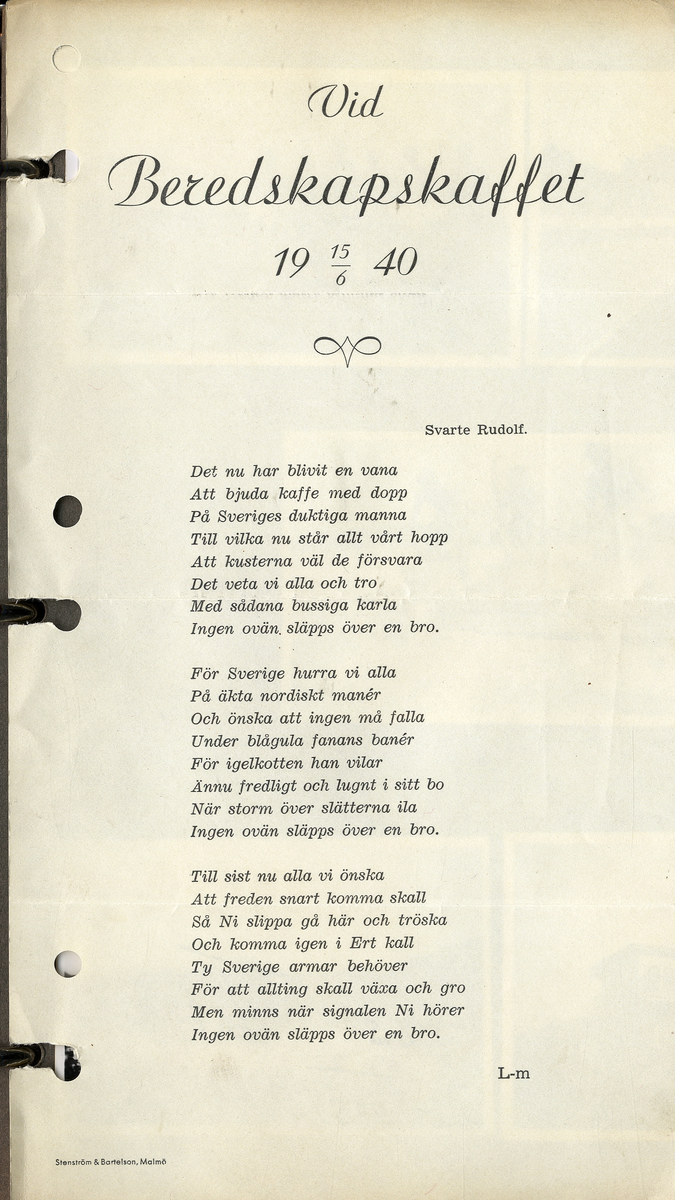 Vid
Beredskapskaffet
19 15/6 40
Svarte Rudolf.
Det nu har blivit en vana
Att bjuda kaffe med dopp
På Sveriges duktiga manna
Till vilka nu står allt vårt hopp
Att kusterna väl de försvara
Det veta vi alla och tro
Med sådana bussiga karla
Ingen ovän släpps över en bro.
För Sverige hurra vi alla
På äkta nordiskt manér
Och önska att ingen må falla
Under blågula fanans banér
För igelkotten han vilar
Ännu fredligt och lugnt i sitt bo
När storm över slätterna ila
Ingen ovän släpps över en bro.
Till sist nu alla vi önska
Att freden snart komma skall
Så Ni slippa gå här och tröska
Och komma igen i Ert kall
Ty Sverige armar behöver
För att allting skall växa och gro
Men minns när signalen Ni hörer
Ingen ovän släpps över en bro.
L-m
Stenström & Bartelson, Malmö